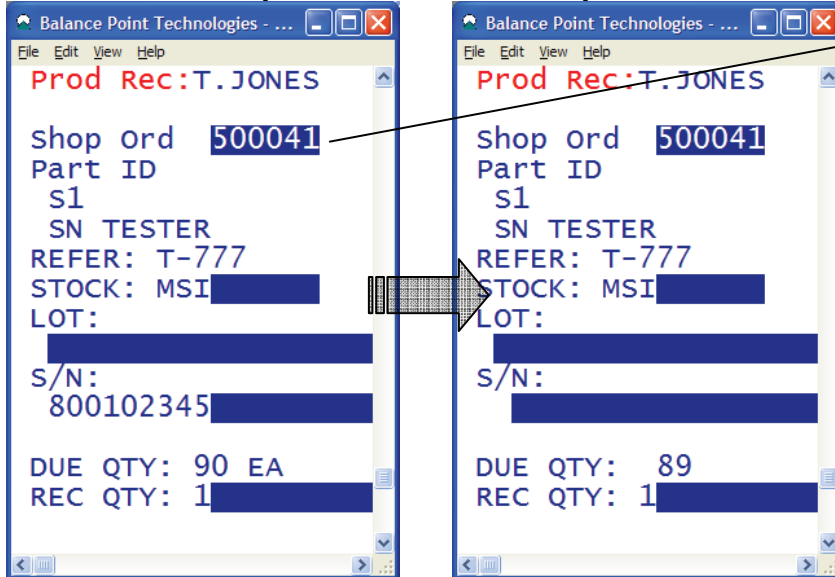 Balance Point Technologies - ...
File Edit View Help
Prod Rec:T.JONES
Shop Ord 500041
Part ID
S1
SN TESTER
REFER: T-777
STOCK: MSI
LOT:
S/N:
800102345
DUE QTY: 90 EA
REC QTY: 1
Balance Point Technologies - ...
File Edit View Help
Prod Rec:T.JONES
Shop Ord 500041
Part ID
S1
SN TESTER
REFER: T-777
STOCK: MSI
LOT:
S/N:
DUE QTY: 89
REC QTY: 1